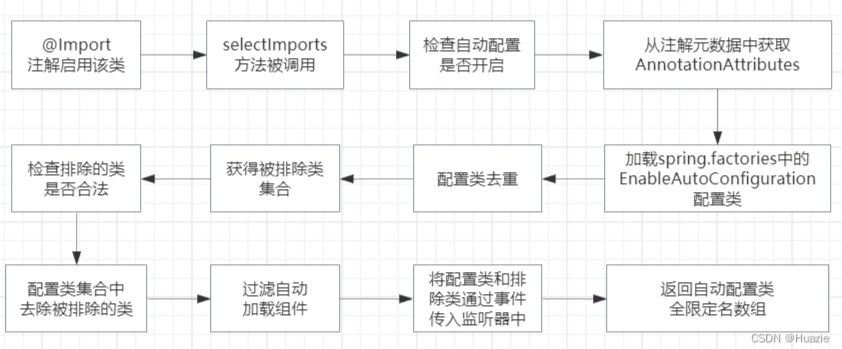 @Import
注解启用该类
selectImports
方法被调用
检查自动配置
是否开启
从注解元数据中获取
AnnotationAttributes
加载spring.factories中的
EnableAutoConfiguration
配置类
配置类去重
获得被排除类
集合
检查排除的类
是否合法
配置类集合中
去除被排除的类
过滤自动
加载组件
将配置类和排
除类通过事件
传入监听器中
返回自动配置类
全限定名数组
CSDN @Huazie